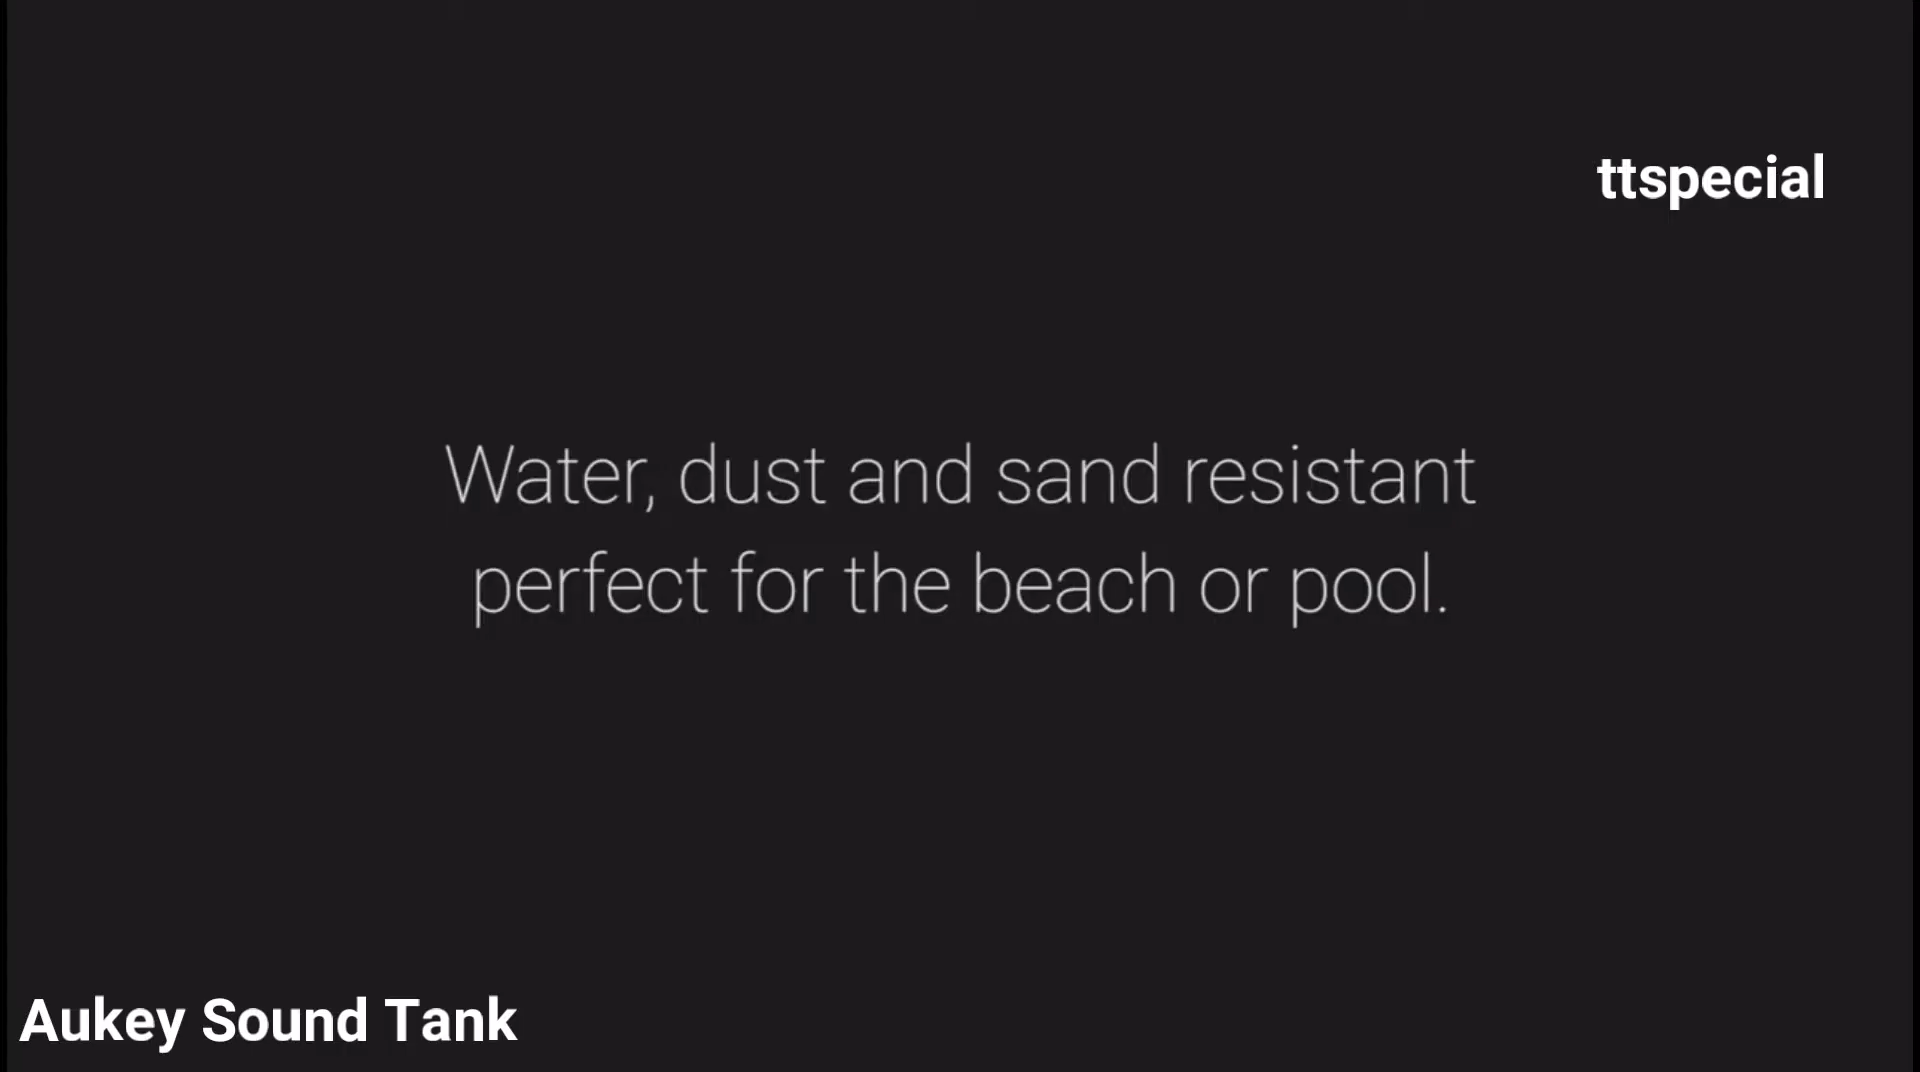 ttspecial
Water, dust and sand resistant
perfect for the beach or pool.
Aukey Sound Tank